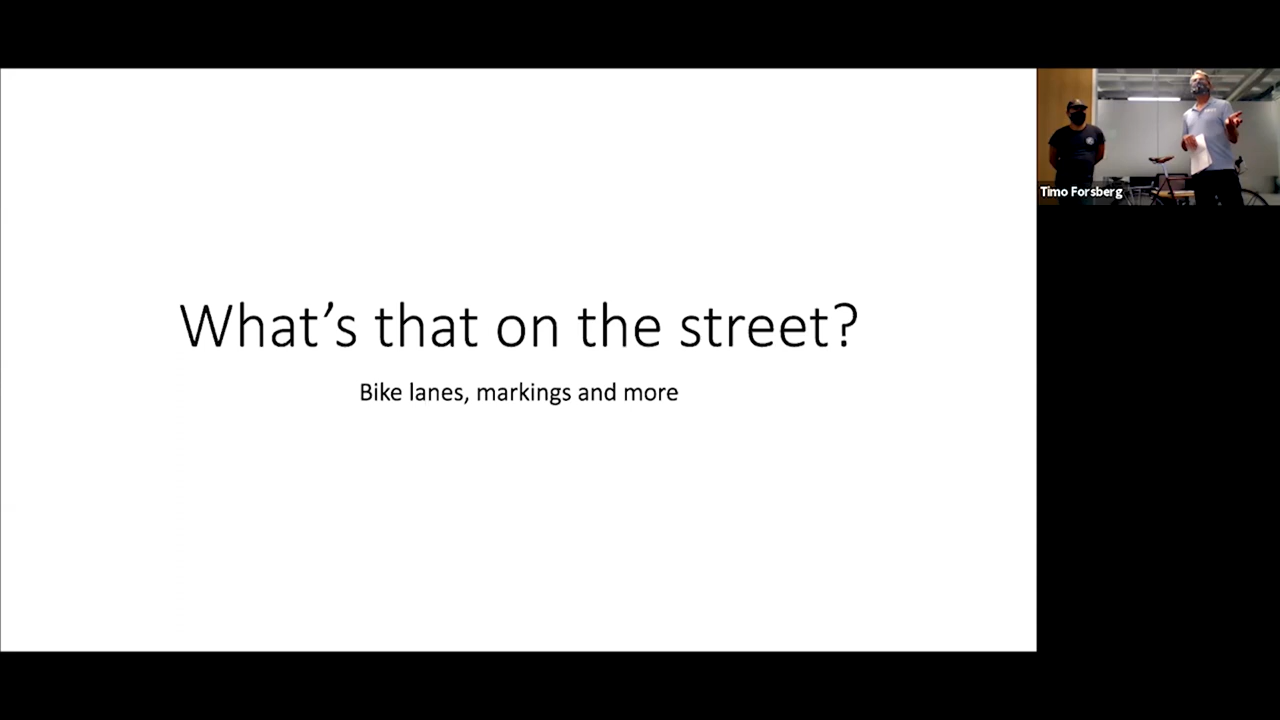 What's that on the street?
Bike lanes, markings and more
Timo Forsberg